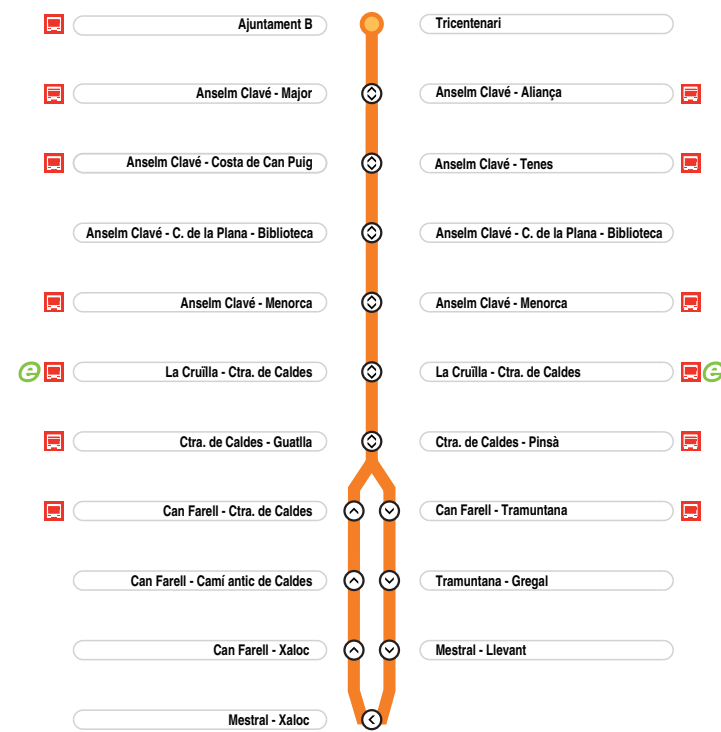 Ajuntament B
Tricentenari
Anselm Clavé - Major
Anselm Clavé - Aliança
Anselm Clavé - Costa de Can Puig
Anselm Clavé - Tenes
Anselm Clavé - C. de la Plana - Biblioteca
Anselm Clavé - C. de la Plana - Biblioteca
Anselm Clavé - Menorca
Anselm Clavé - Menorca
e
La Cruïlla - Ctra. de Caldes
La Cruïlla - Ctra. de Caldes
e
Ctra. de Caldes - Guatlla
Ctra. de Caldes - Pinsà
Can Farell - Ctra. de Caldes
Can Farell - Tramuntana
Can Farell - Camí antic de Caldes
Tramuntana - Gregal
Can Farell - Xaloc
Mestral - Llevant
Mestral - Xaloc